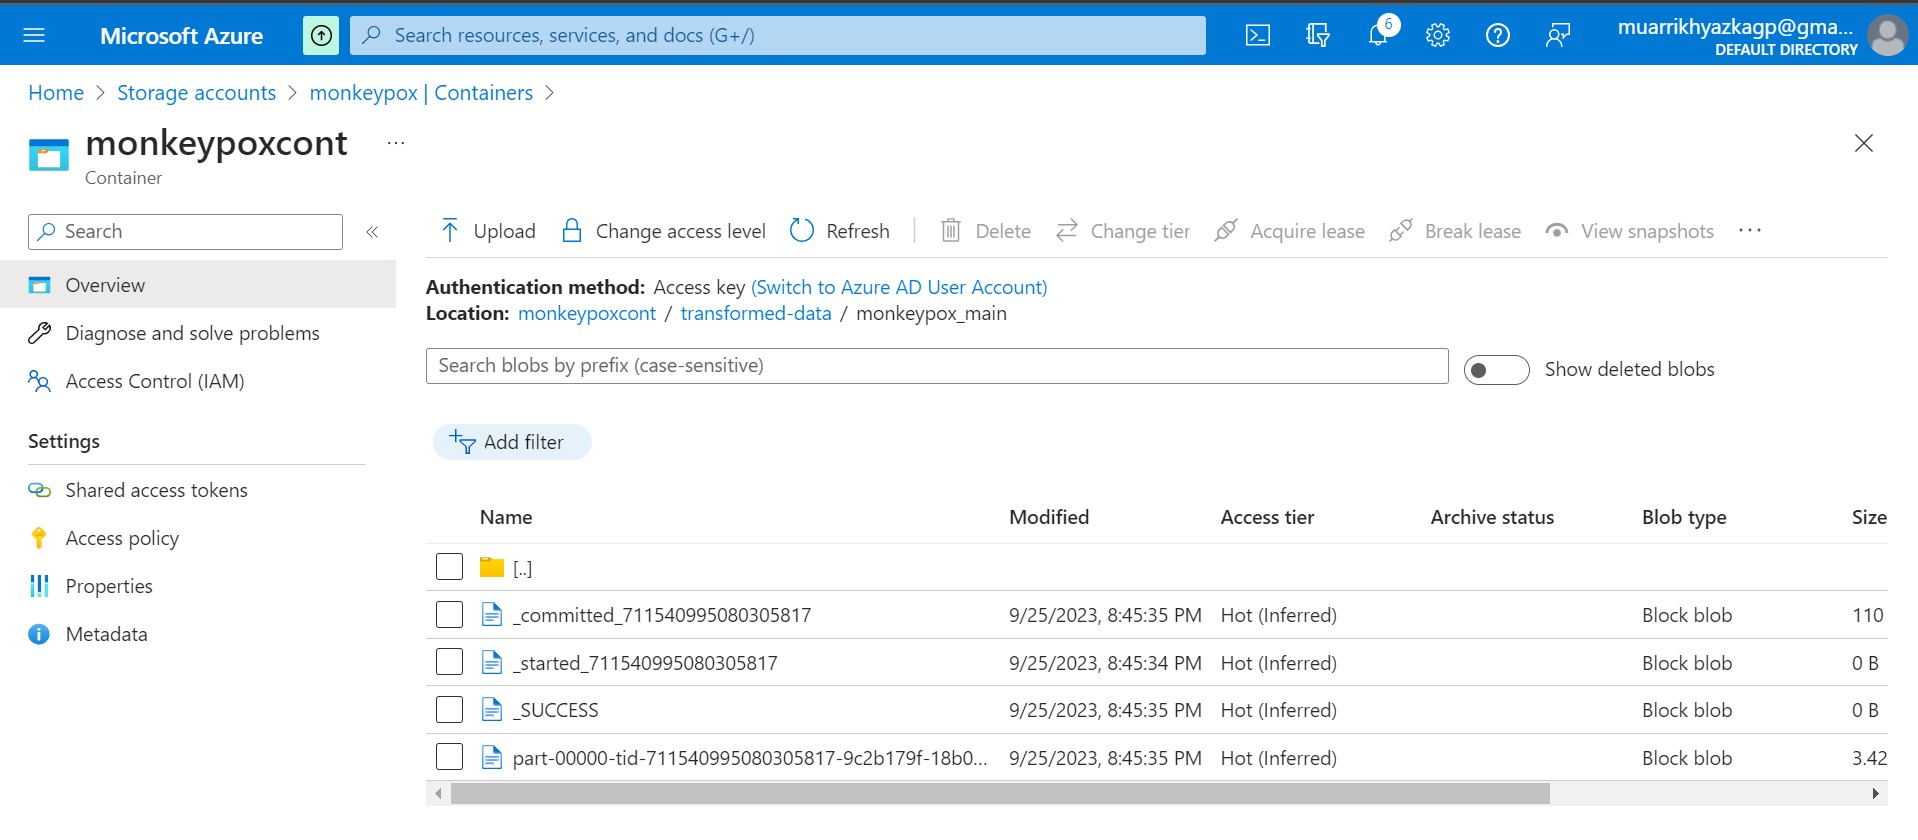 Microsoft Azure
Search resources, services, and docs (G+/)
6
muarrikhyazkagp@gma...
DEFAULT DIRECTORY
Home > Storage accounts > monkeypox | Containers >
monkeypoxcont ...
Container
Search
«
Upload
Change access level
Refresh
Delete
Change tier
Acquire lease
Break lease
View snapshots
...
Overview
Diagnose and solve problems
Access Control (IAM)
Settings
Shared access tokens
Access policy
Properties
Metadata
Authentication method: Access key (Switch to Azure AD User Account)
Location: monkeypoxcont / transformed-data / monkeypox_main
Search blobs by prefix (case-sensitive)
Show deleted blobs
Add filter
Name Modified Access tier Archive status Blob type Size
[..]
_committed_711540995080305817 9/25/2023, 8:45:35 PM Hot (Inferred) Block blob 110
_started_711540995080305817 9/25/2023, 8:45:34 PM Hot (Inferred) Block blob 0 B
_SUCCESS 9/25/2023, 8:45:35 PM Hot (Inferred) Block blob 0 B
part-00000-tid-711540995080305817-9c2b179f-18b0... 9/25/2023, 8:45:35 PM Hot (Inferred) Block blob 3.42